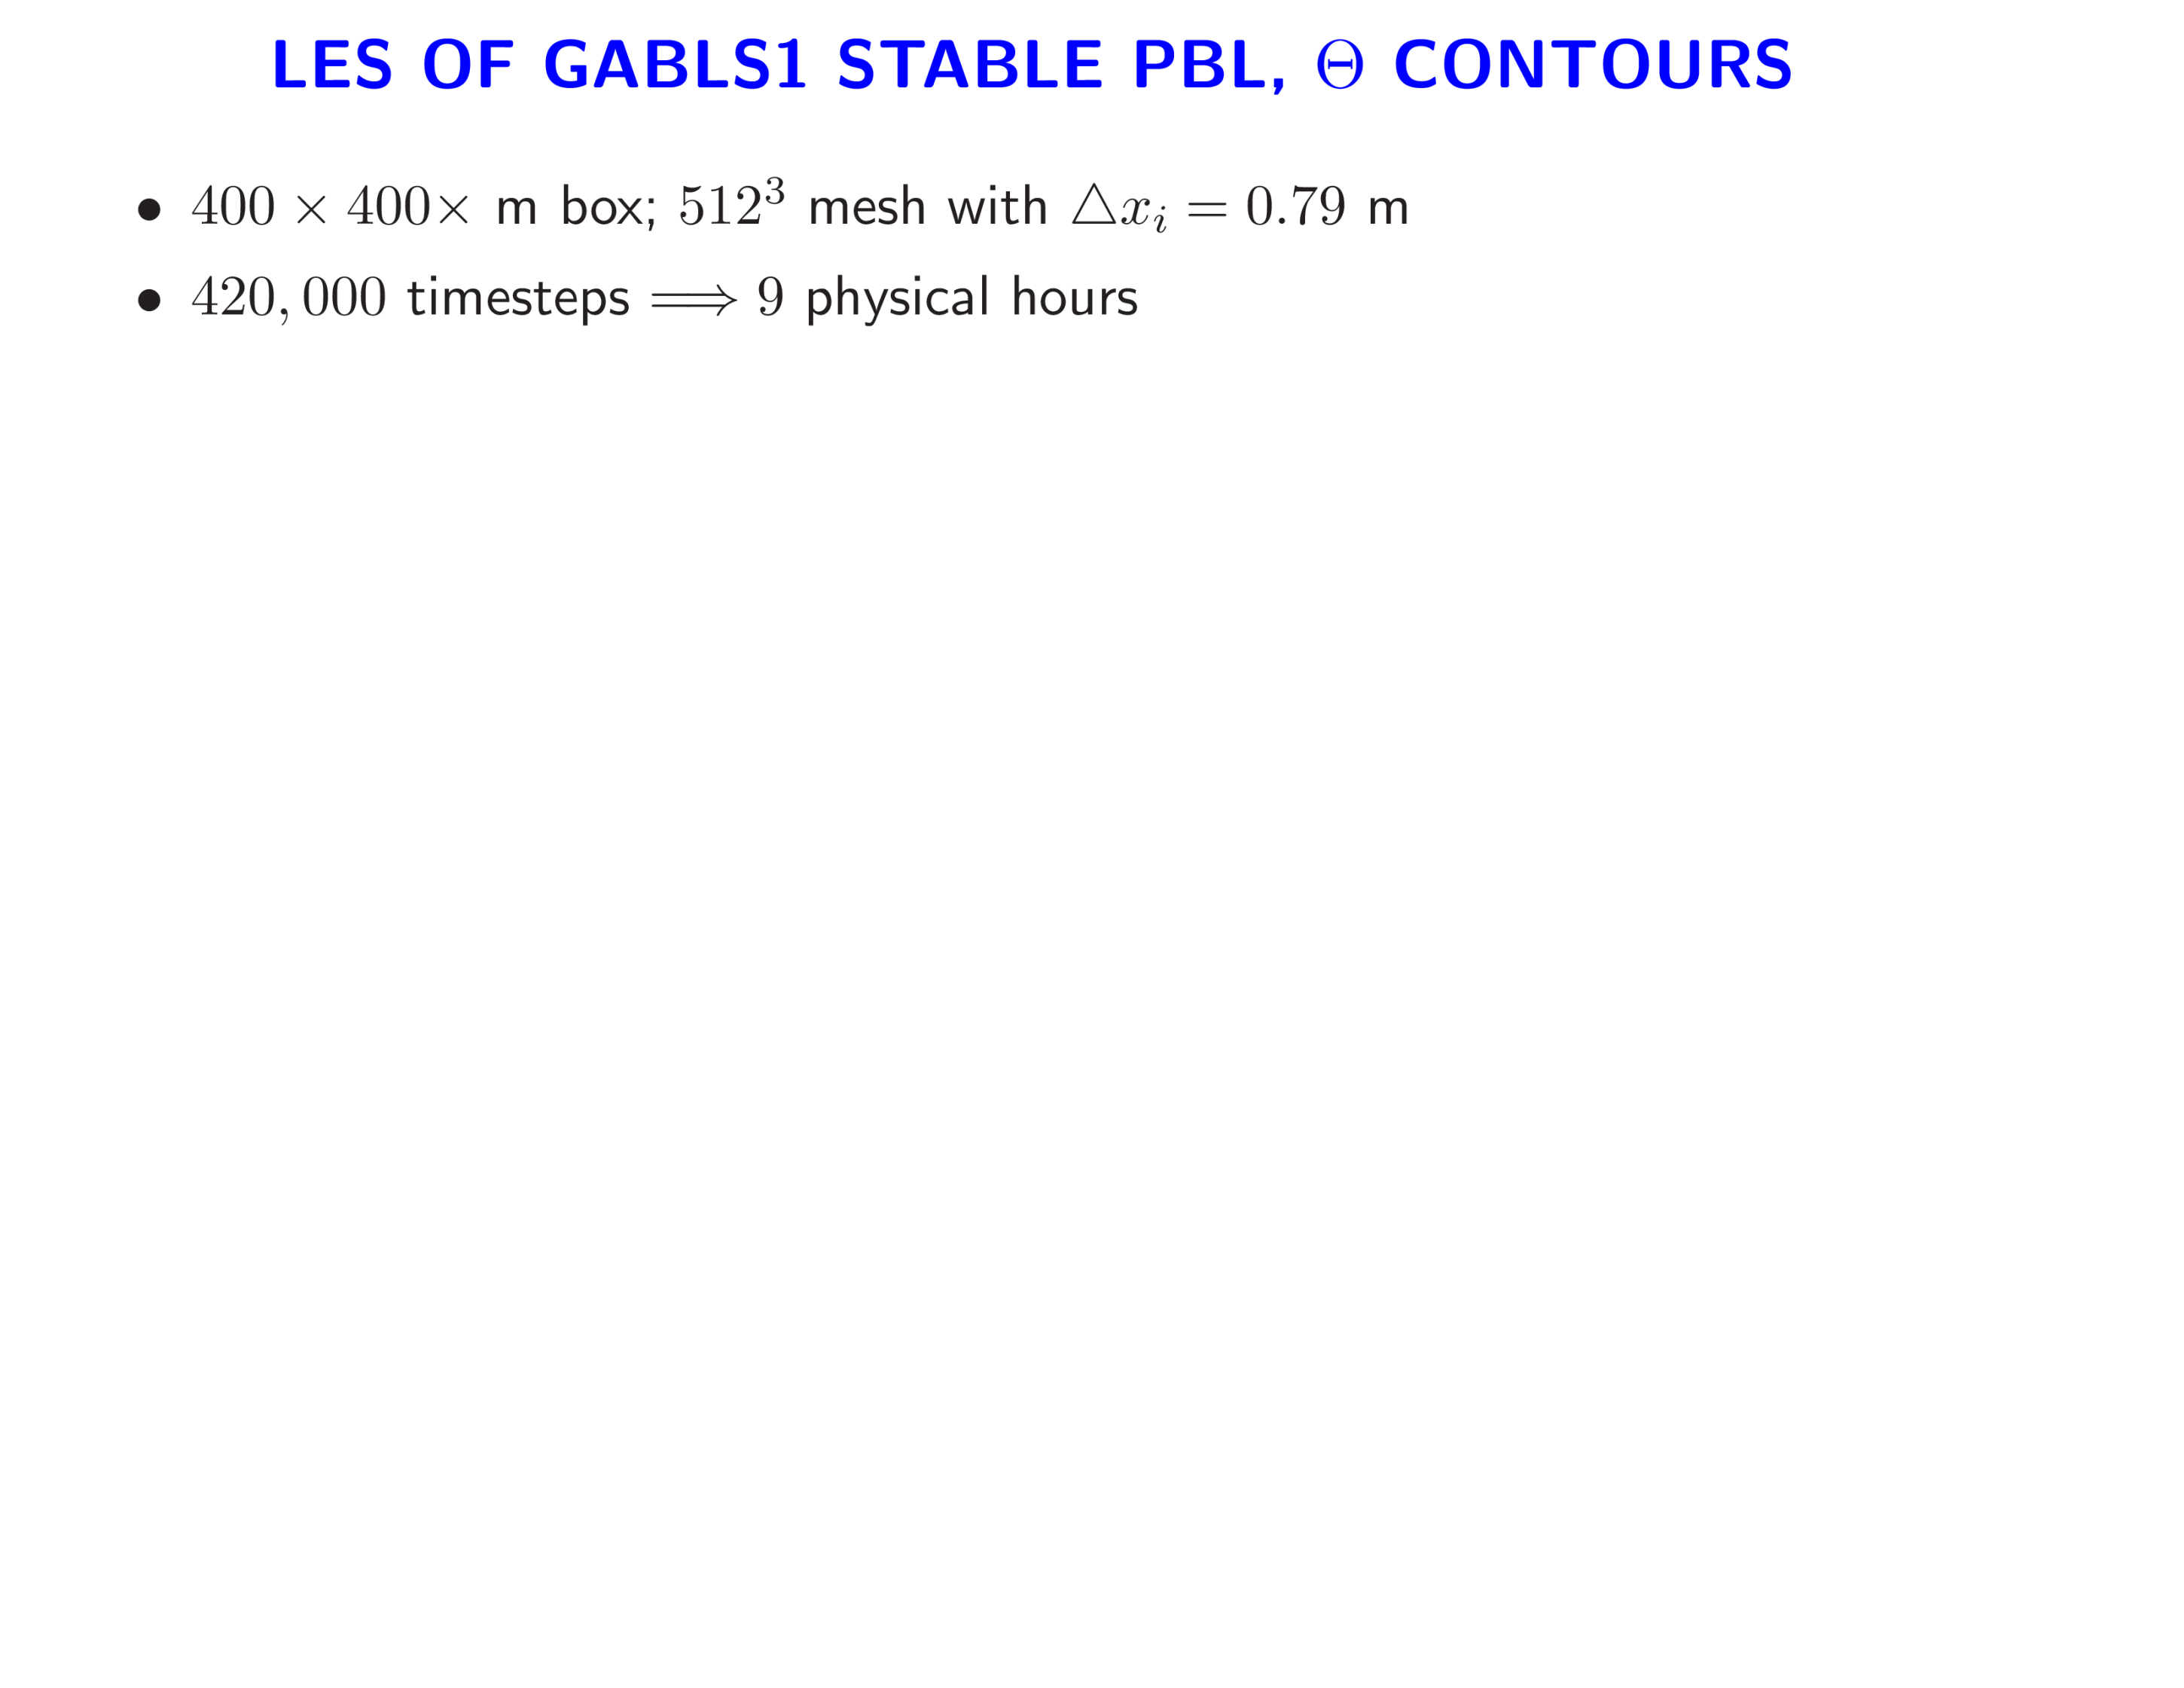 LES OF GABLS1 STABLE PBL, Θ CONTOURS
• 400 × 400× m box; 512³ mesh with △xᵢ = 0.79 m
• 420,000 timesteps ⟹ 9 physical hours